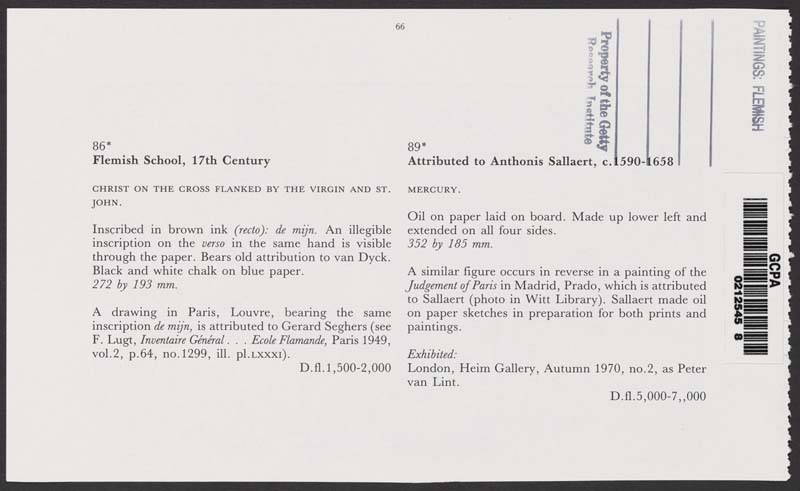 66
Property of the Getty
Research Institute
PAINTINGS: FLEMISH
86*
Flemish School, 17th Century
CHRIST ON THE CROSS FLANKED BY THE VIRGIN AND ST.
JOHN.
Inscribed in brown ink (recto): de mijn. An illegible
inscription on the verso in the same hand is visible
through the paper. Bears old attribution to van Dyck.
Black and white chalk on blue paper.
272 by 193 mm.
A drawing in Paris, Louvre, bearing the same
inscription de mijn, is attributed to Gerard Seghers (see
F. Lugt, Inventaire Général . . . Ecole Flamande, Paris 1949,
vol.2, p.64, no.1299, ill. pl.LXXXI).
D.fl.1,500-2,000
89*
Attributed to Anthonis Sallaert, c.1590-1658
MERCURY.
Oil on paper laid on board. Made up lower left and
extended on all four sides.
352 by 185 mm.
A similar figure occurs in reverse in a painting of the
Judgement of Paris in Madrid, Prado, which is attributed
to Sallaert (photo in Witt Library). Sallaert made oil
on paper sketches in preparation for both prints and
paintings.
Exhibited:
London, Heim Gallery, Autumn 1970, no.2, as Peter
van Lint.
D.fl.5,000-7,,000
GCPA
0212545 8